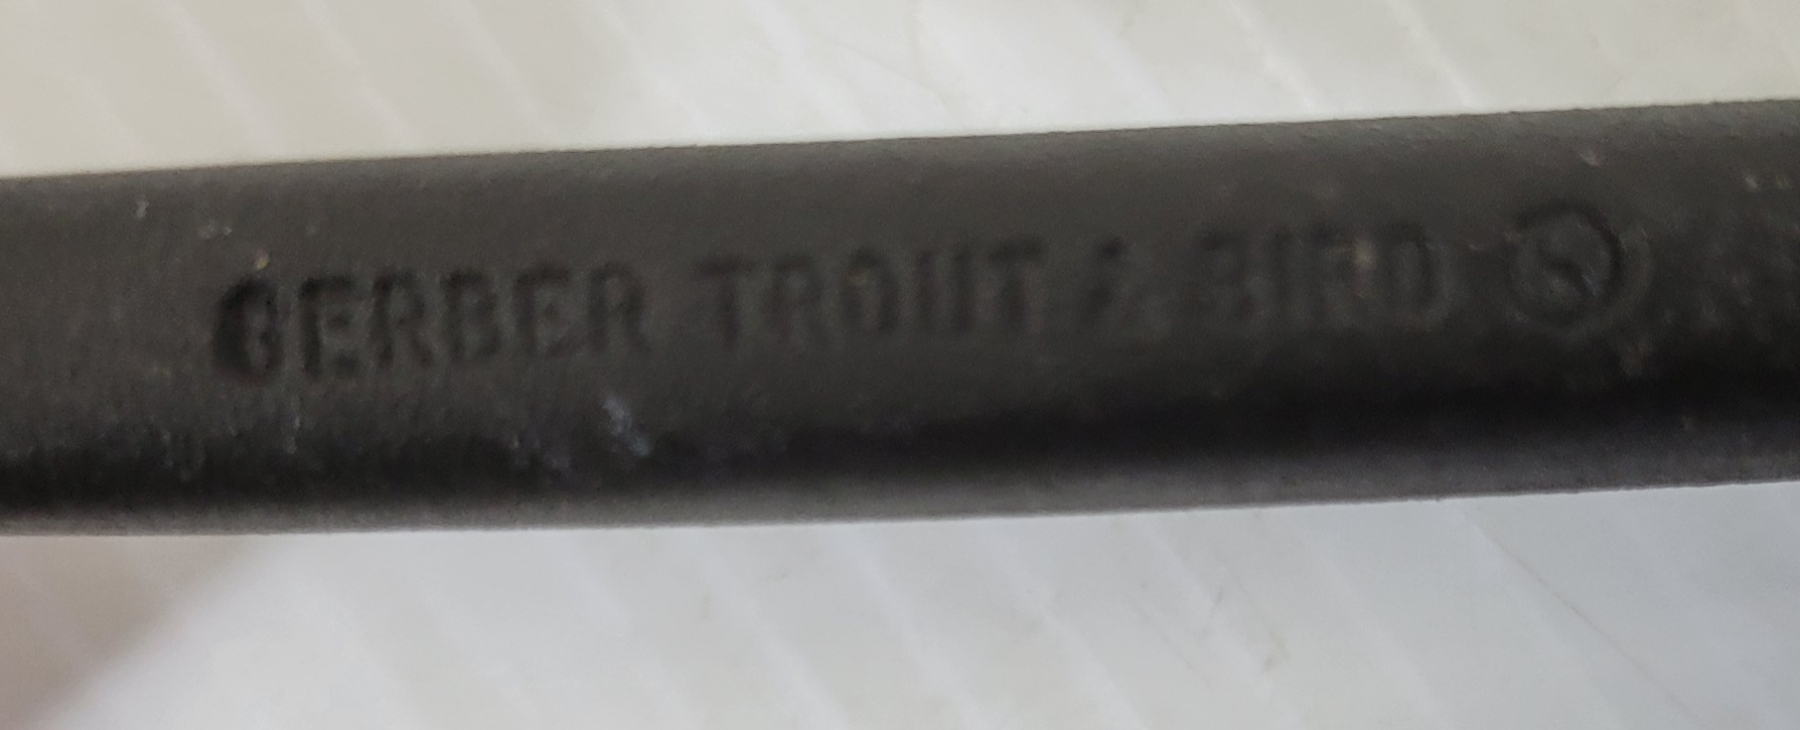 GERBER TROUT & BIRD Ⓢ